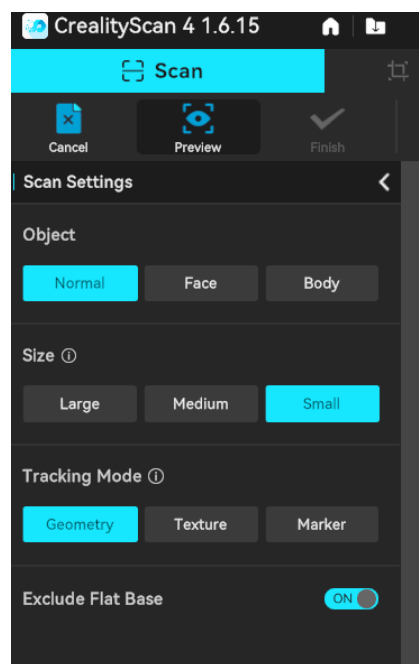 CrealityScan 4 1.6.15
Scan
Cancel Preview Finish
Scan Settings
Object
Normal Face Body
Size
Large Medium Small
Tracking Mode
Geometry Texture Marker
Exclude Flat Base ON